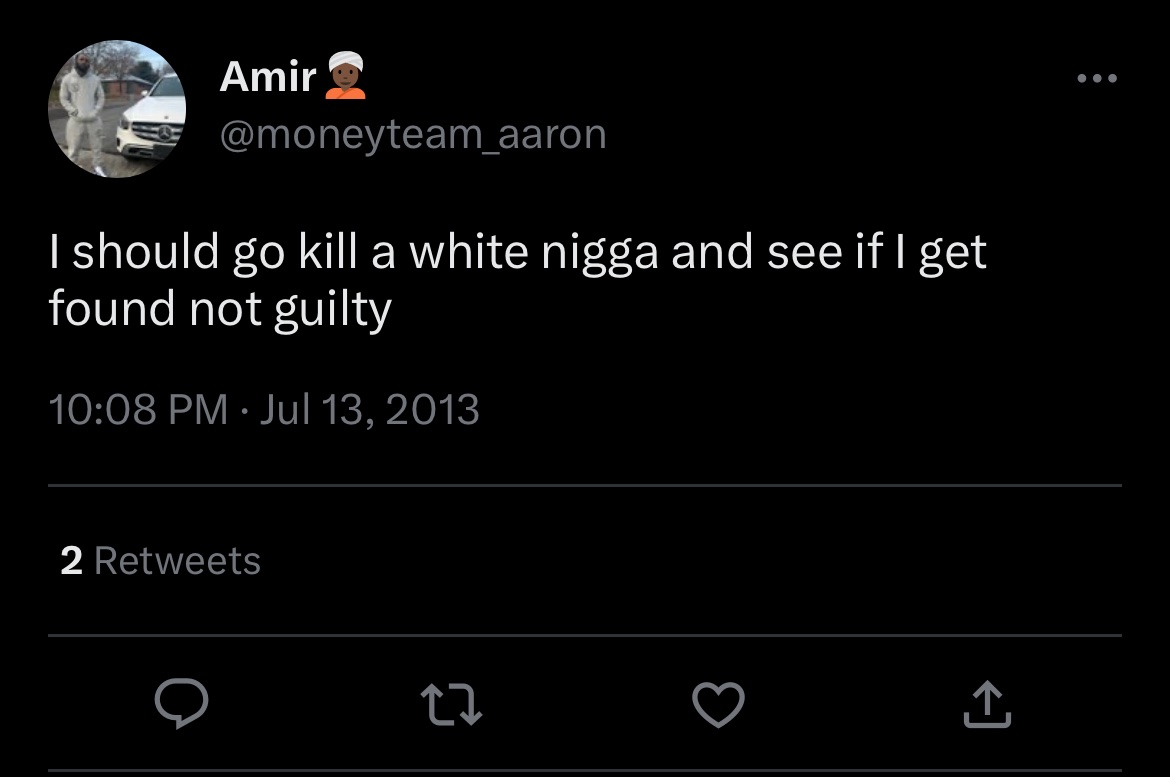 Amir
@moneyteam_aaron
I should go kill a white nigga and see if I get
found not guilty
10:08 PM · Jul 13, 2013
2 Retweets